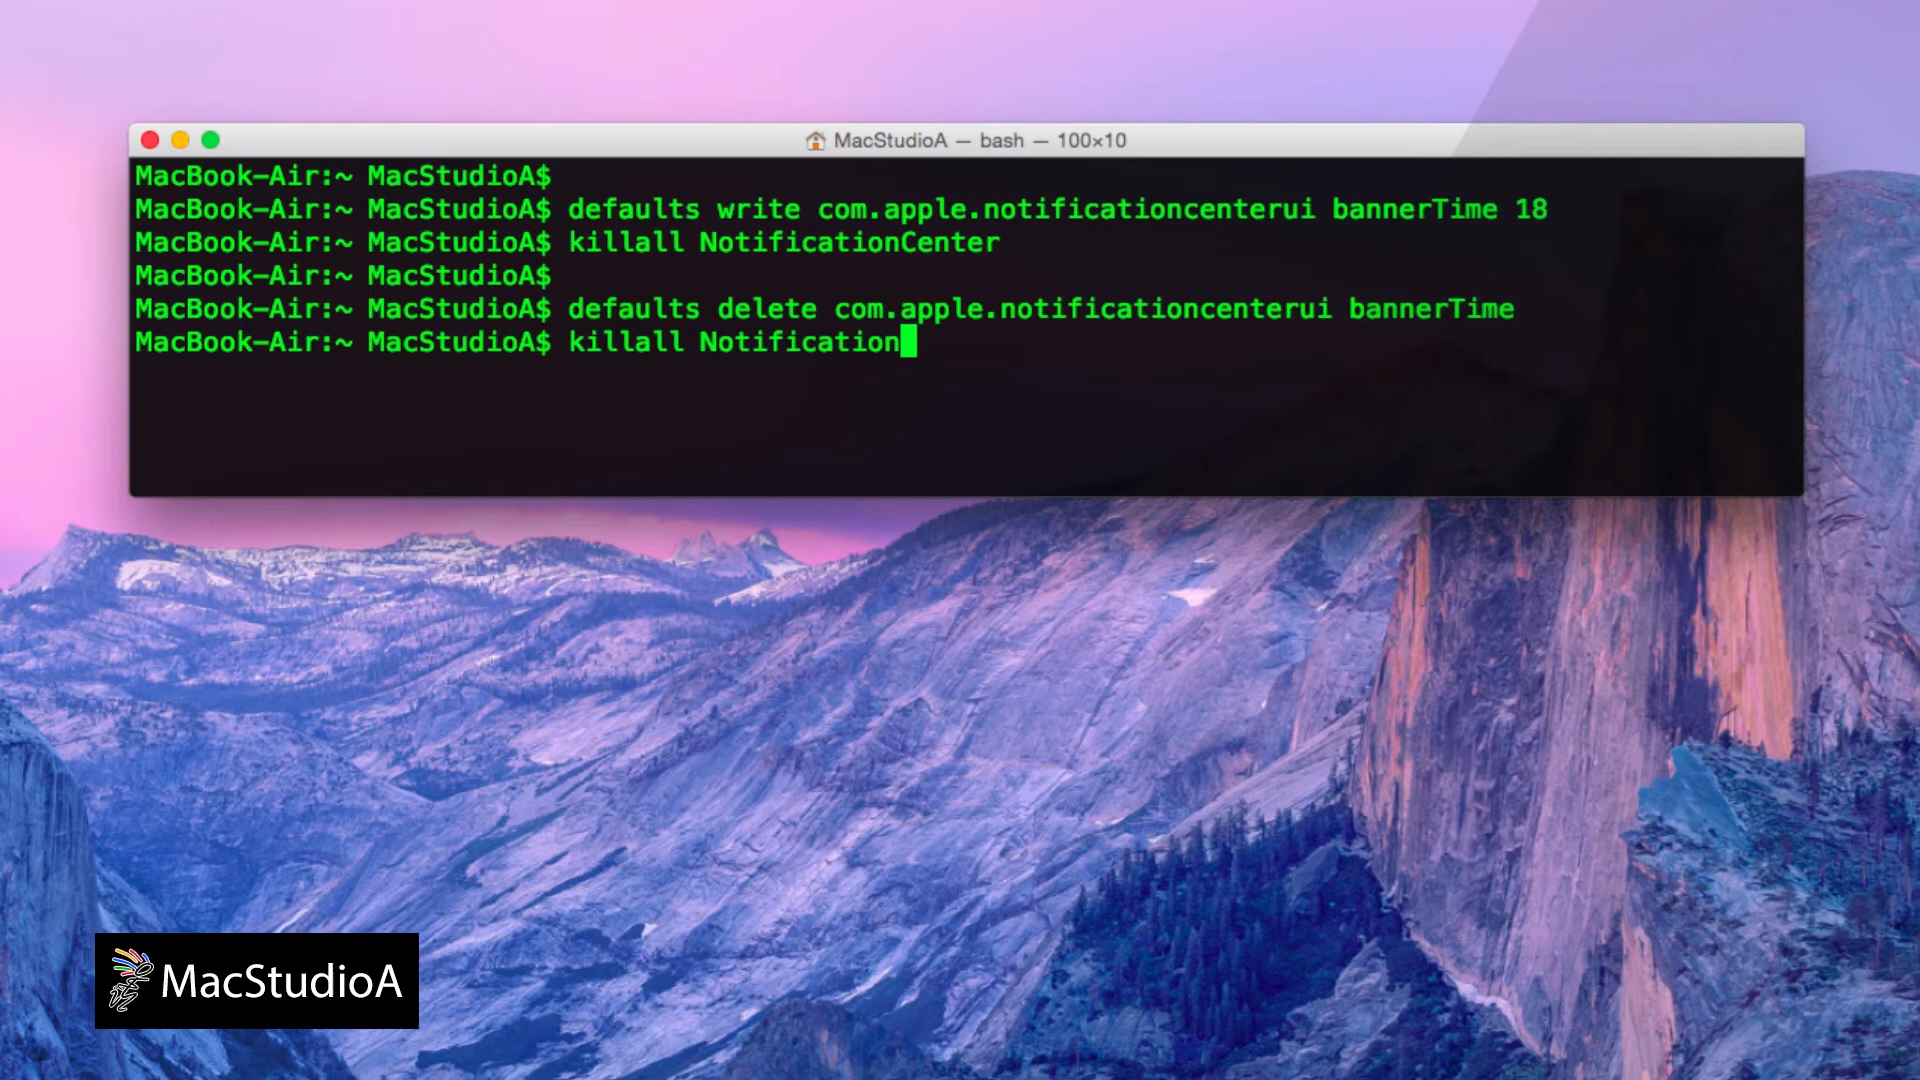 MacStudioA — bash — 100×10
MacBook-Air:~ MacStudioA$
MacBook-Air:~ MacStudioA$ defaults write com.apple.notificationcenterui bannerTime 18
MacBook-Air:~ MacStudioA$ killall NotificationCenter
MacBook-Air:~ MacStudioA$
MacBook-Air:~ MacStudioA$ defaults delete com.apple.notificationcenterui bannerTime
MacBook-Air:~ MacStudioA$ killall Notification
MacStudioA